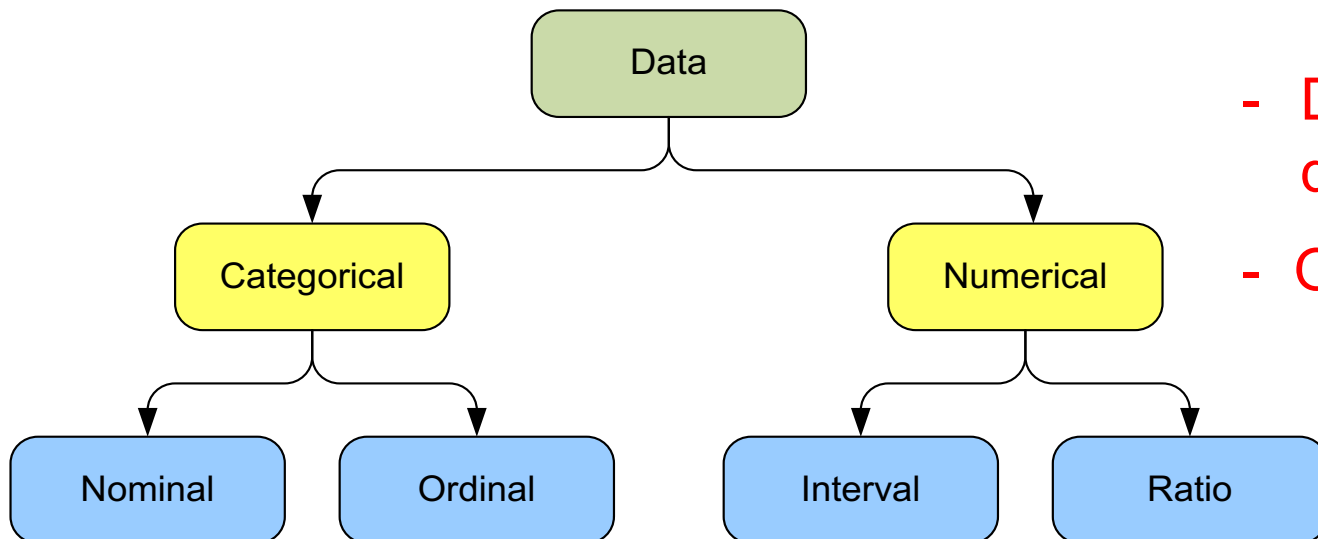 Data
Categorical
Numerical
Nominal
Ordinal
Interval
Ratio